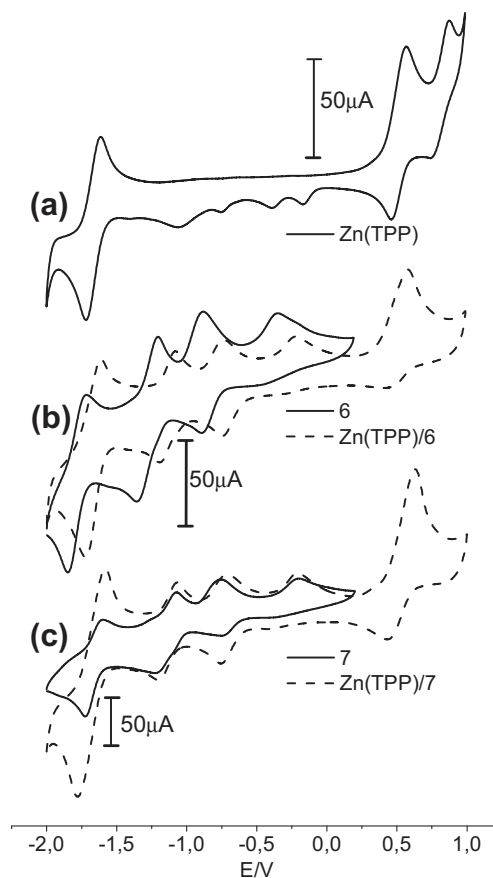 50μA
(a)
Zn(TPP)
(b)
6
Zn(TPP)/6
50μA
(c)
7
Zn(TPP)/7
50μA
-2,0 -1,5 -1,0 -0,5 0,0 0,5 1,0
E/V